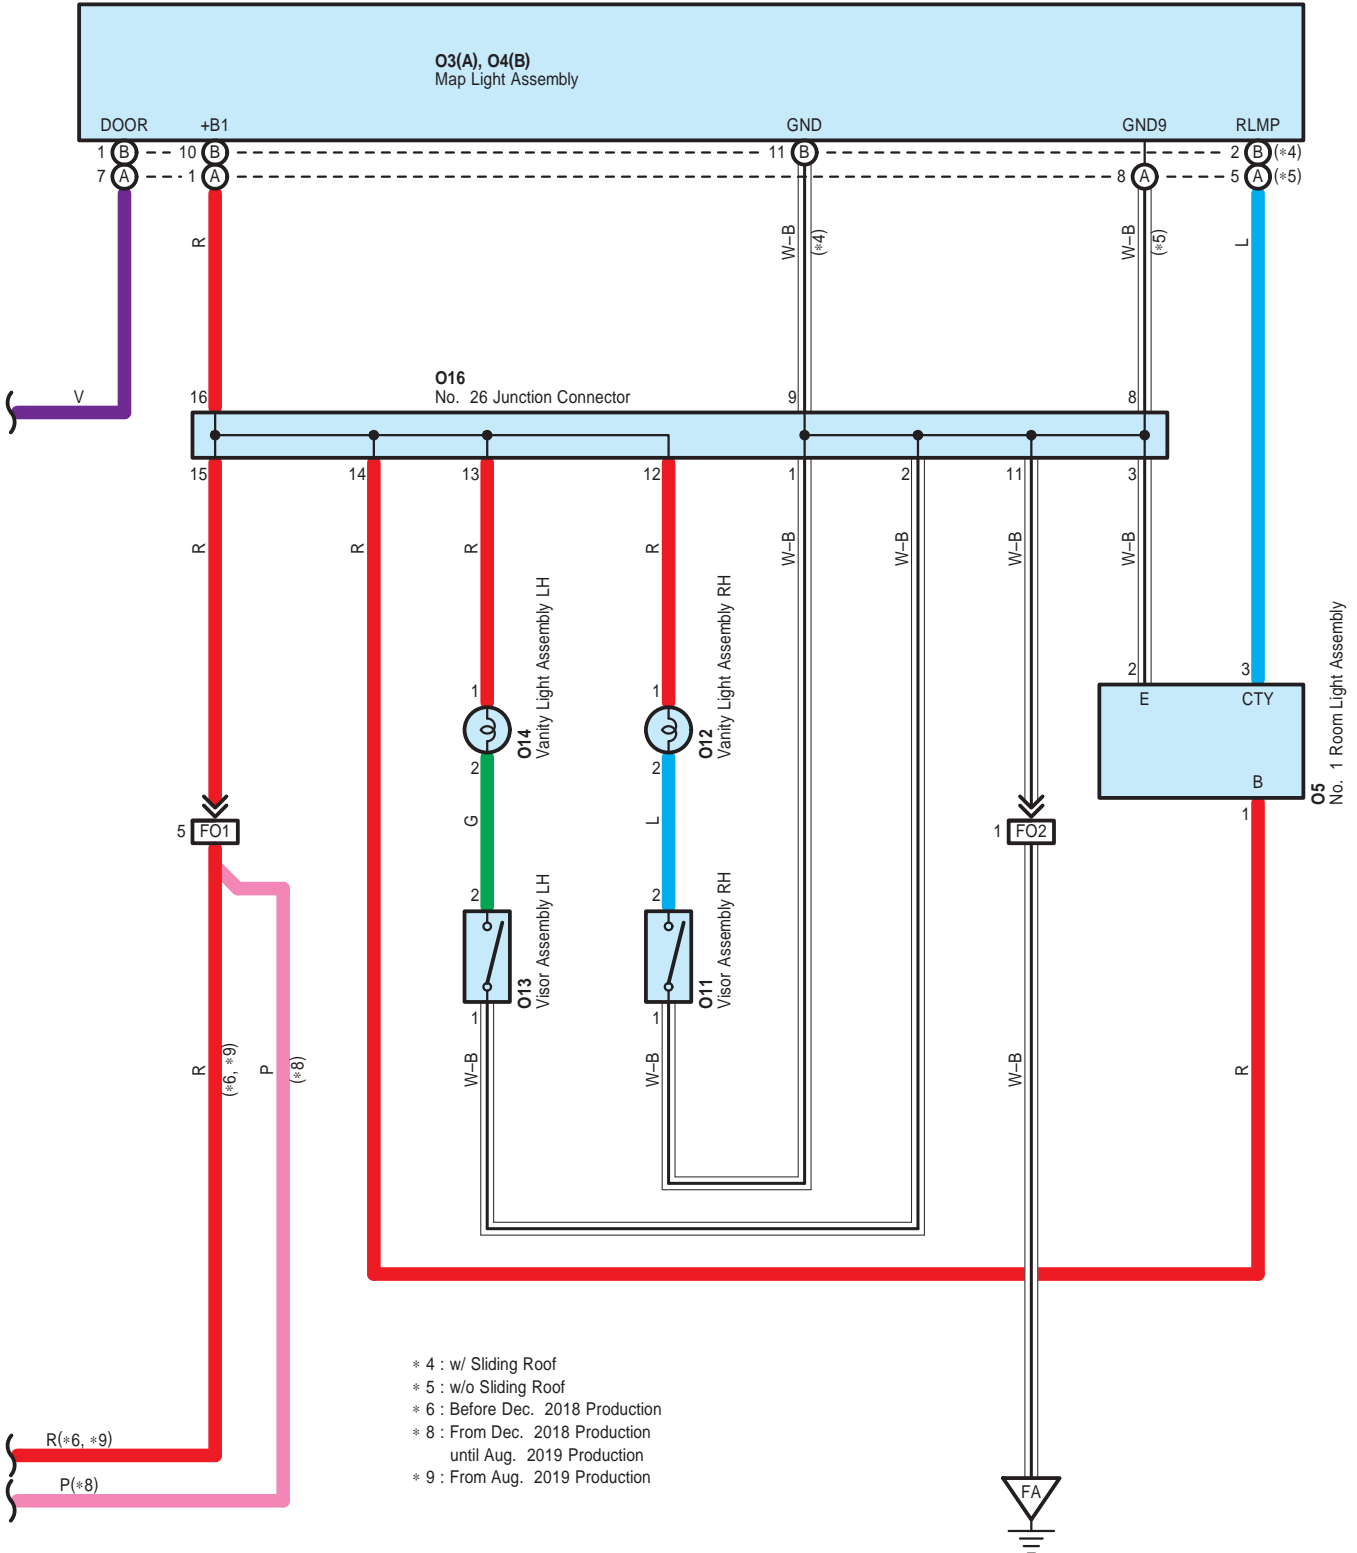 O3(A), O4(B)
Map Light Assembly
DOOR
+B1
GND
GND9
RLMP
1 B
10 B
11 B
2 B (*4)
7 A
1 A
8 A
5 A (*5)
R
W–B
(*4)
W–B
(*5)
L
V
O16
No. 26 Junction Connector
16
9
8
15
14
13
12
1
2
11
3
R
R
R
R
W–B
W–B
W–B
W–B
1
O14
Vanity Light Assembly LH
2
1
O12
Vanity Light Assembly RH
2
2
3
E
CTY
B
1
O5
No. 1 Room Light Assembly
G
L
5 FO1
1 FO2
2
O13
Visor Assembly LH
1
2
O11
Visor Assembly RH
1
R
(*6, *9)
P
(*8)
W–B
W–B
W–B
R
* 4 : w/ Sliding Roof
* 5 : w/o Sliding Roof
* 6 : Before Dec. 2018 Production
* 8 : From Dec. 2018 Production
until Aug. 2019 Production
* 9 : From Aug. 2019 Production
R(*6, *9)
P(*8)
FA